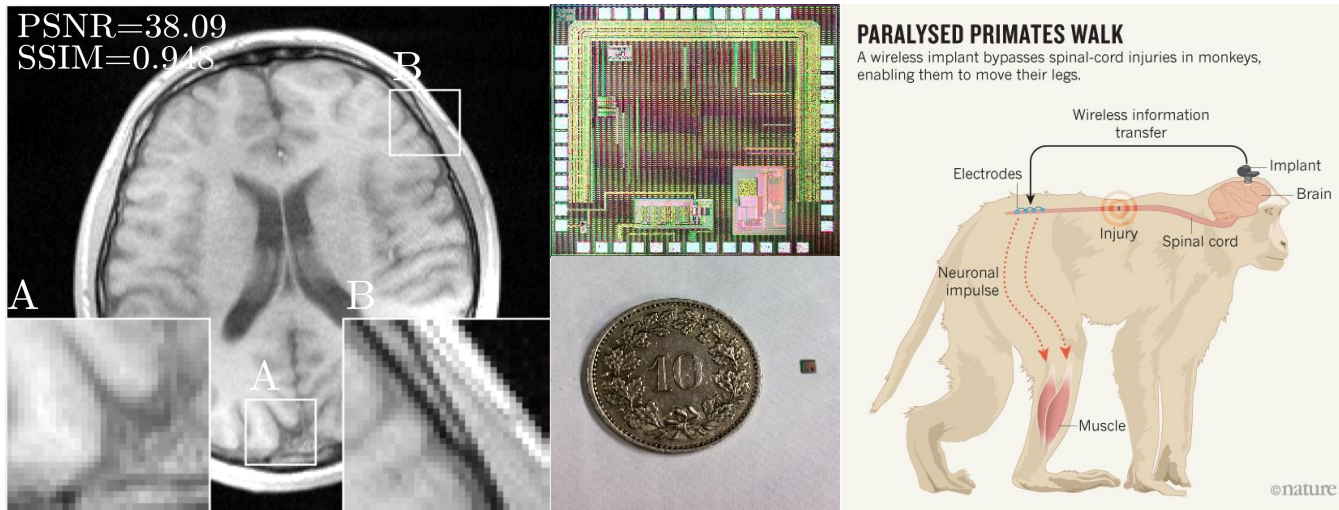 PSNR=38.09
SSIM=0.948
B
A
B
A
10
PARALYSED PRIMATES WALK
A wireless implant bypasses spinal-cord injuries in monkeys,
enabling them to move their legs.
Wireless information
transfer
Electrodes
Implant
Brain
Injury
Spinal cord
Neuronal
impulse
Muscle
©nature